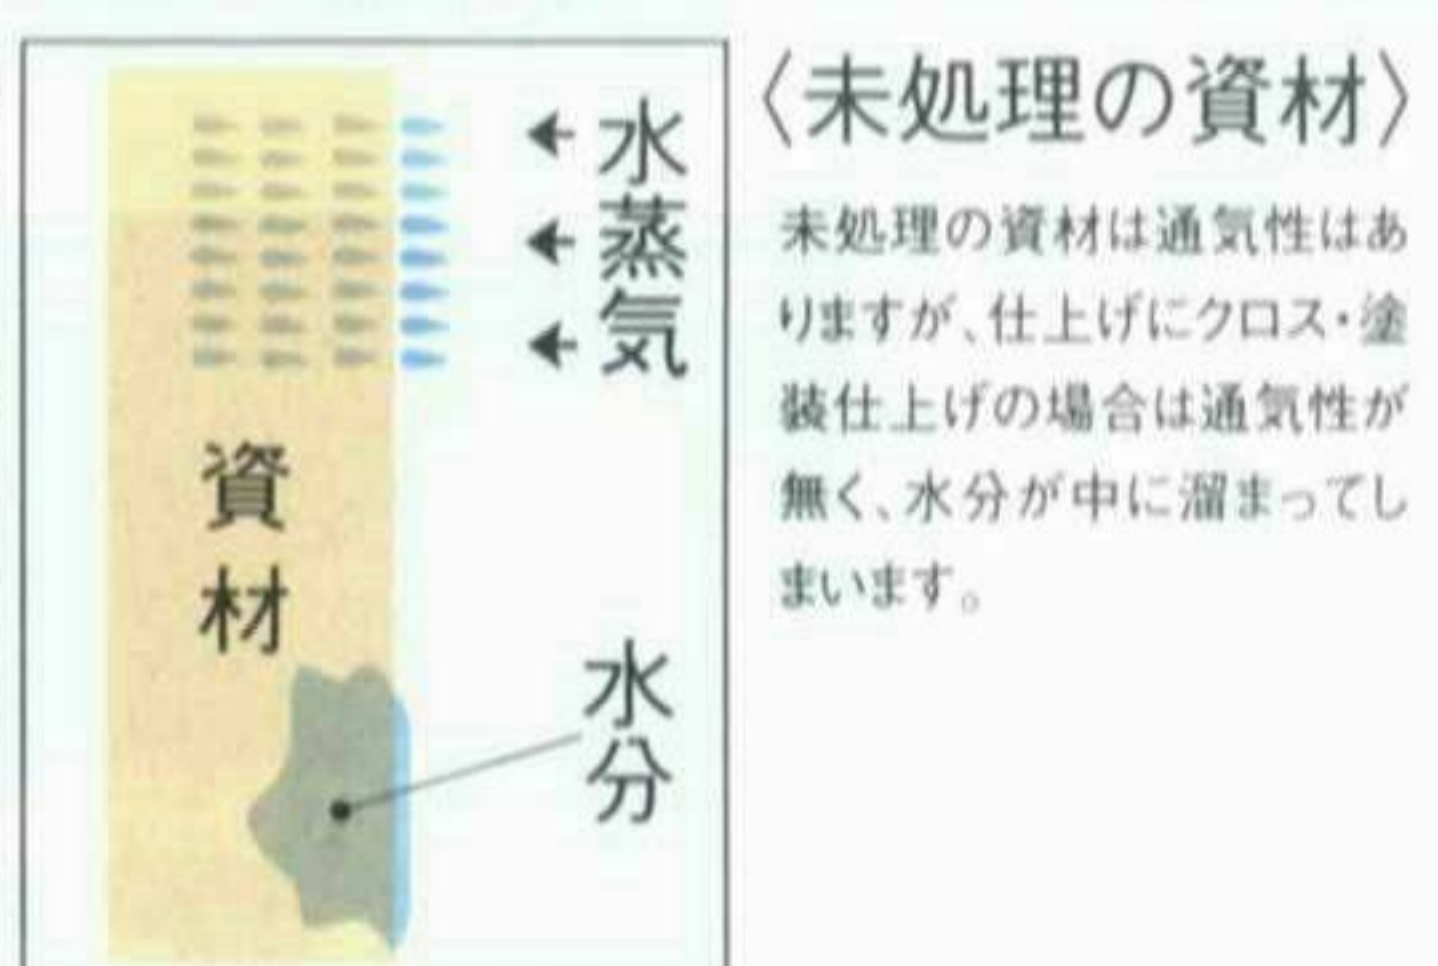 〈未処理の資材〉
未処理の資材は通気性はあ
りますが、仕上げにクロス・塗
装仕上げの場合は通気性が
無く、水分が中に溜まってし
まいます。
水蒸気
資材
水分